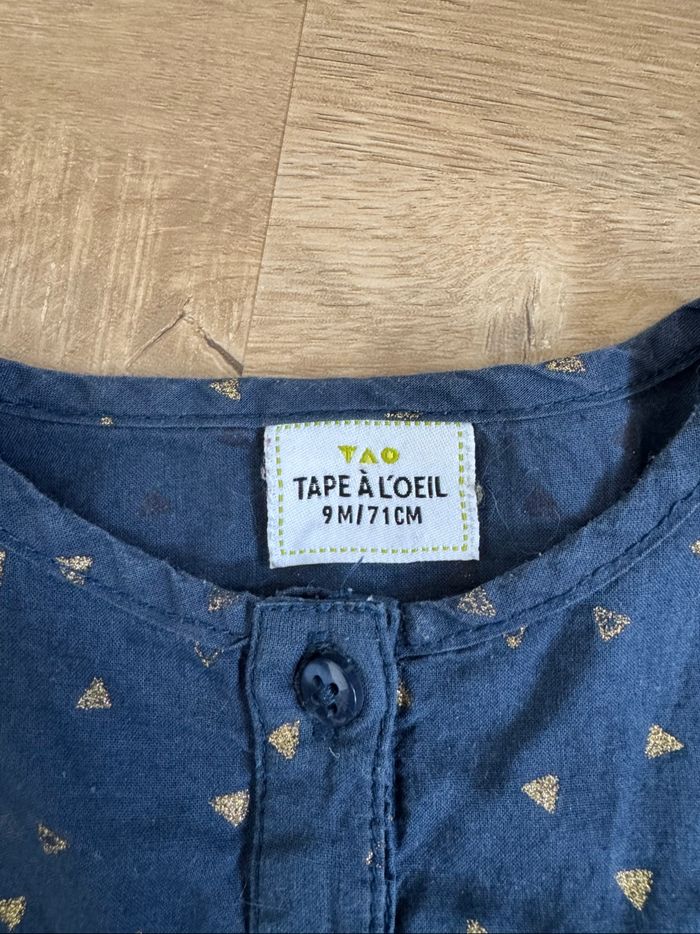 TAO
TAPE À L'OEIL
9M/71CM